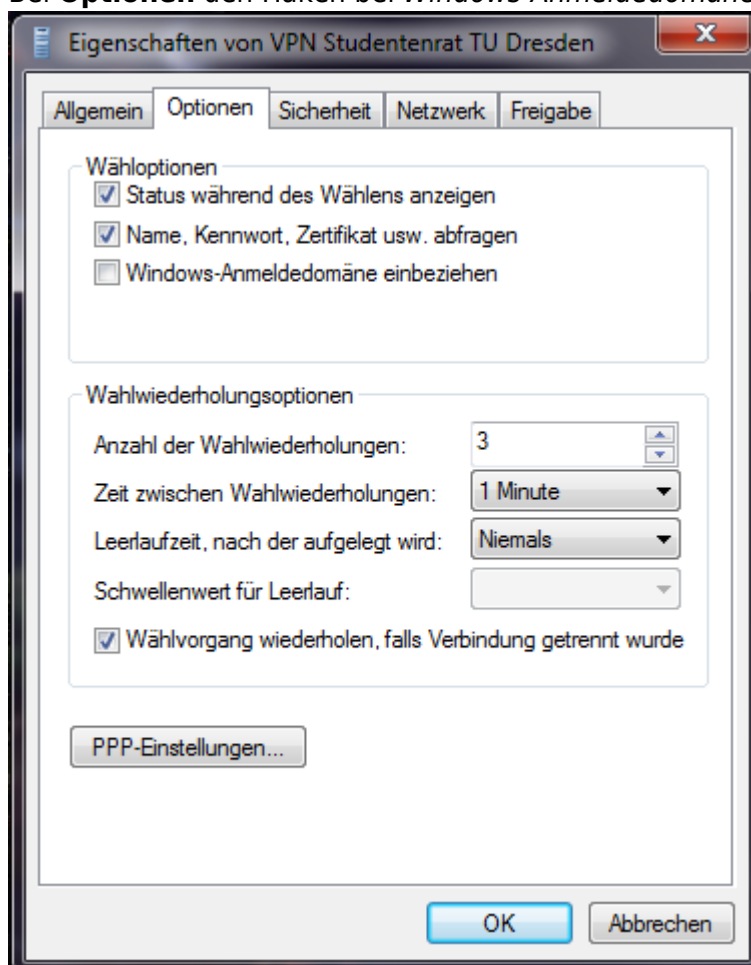 Bei Optionen den Haken bei Windows-Anmeldedomäne
Eigenschaften von VPN Studentenrat TU Dresden
Allgemein Optionen Sicherheit Netzwerk Freigabe
Wähloptionen
Status während des Wählens anzeigen
Name, Kennwort, Zertifikat usw. abfragen
Windows-Anmeldedomäne einbeziehen
Wahlwiederholungsoptionen
Anzahl der Wahlwiederholungen: 3
Zeit zwischen Wahlwiederholungen: 1 Minute
Leerlaufzeit, nach der aufgelegt wird: Niemals
Schwellenwert für Leerlauf:
Wählvorgang wiederholen, falls Verbindung getrennt wurde
PPP-Einstellungen...
OK Abbrechen